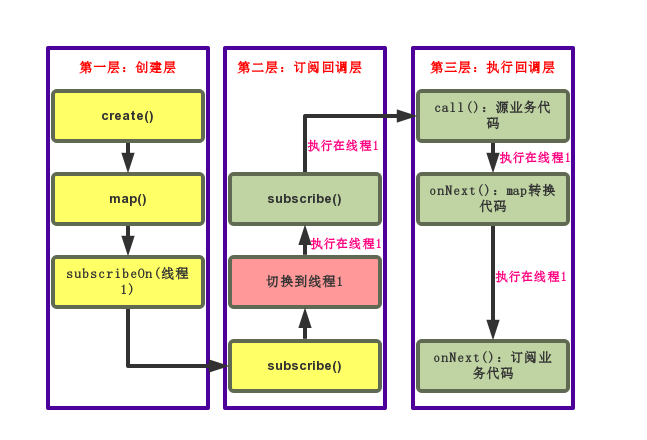 第一层：创建层
create()
map()
subscribeOn(线程
1)
第二层：订阅回调层
执行在线程1
subscribe()
执行在线程1
切换到线程1
subscribe()
第三层：执行回调层
call()：源业务代
码
执行在线程1
onNext()：map转换
代码
执行在线程1
onNext()：订阅业
务代码